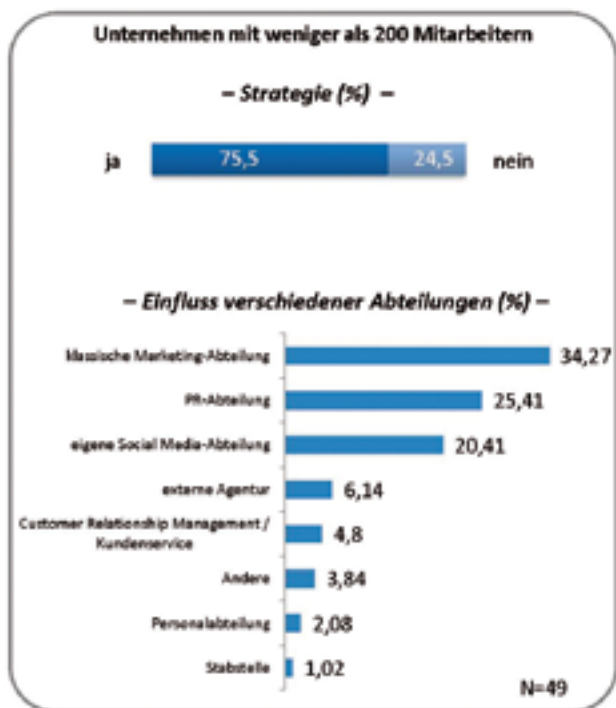 Unternehmen mit weniger als 200 Mitarbeitern
– Strategie (%) –
ja 75,5 24,5 nein
– Einfluss verschiedener Abteilungen (%) –
klassische Marketing-Abteilung 34,27
PR-Abteilung 25,41
eigene Social Media-Abteilung 20,41
externe Agentur 6,14
Customer Relationship Management /
Kundenservice 4,8
Andere 3,84
Personalabteilung 2,08
Stabstelle 1,02
N=49